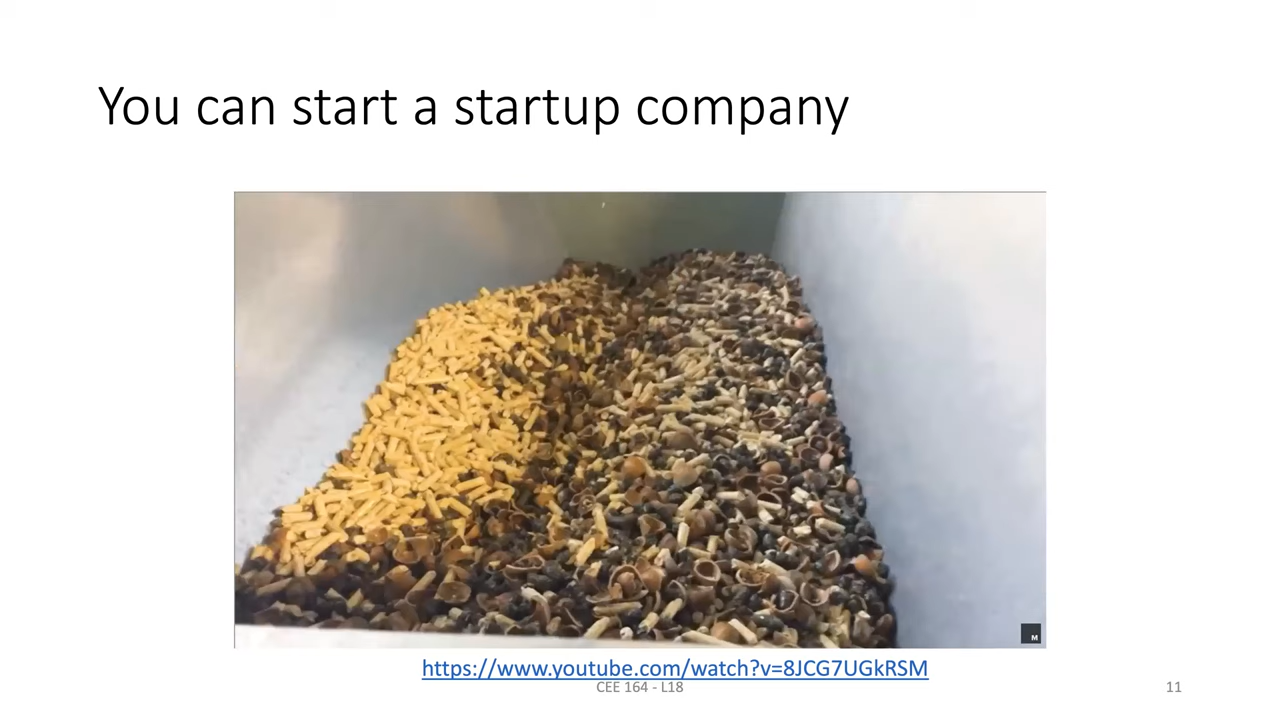 You can start a startup company
M
https://www.youtube.com/watch?v=8JCG7UGkRSM
CEE 164 - L18
11